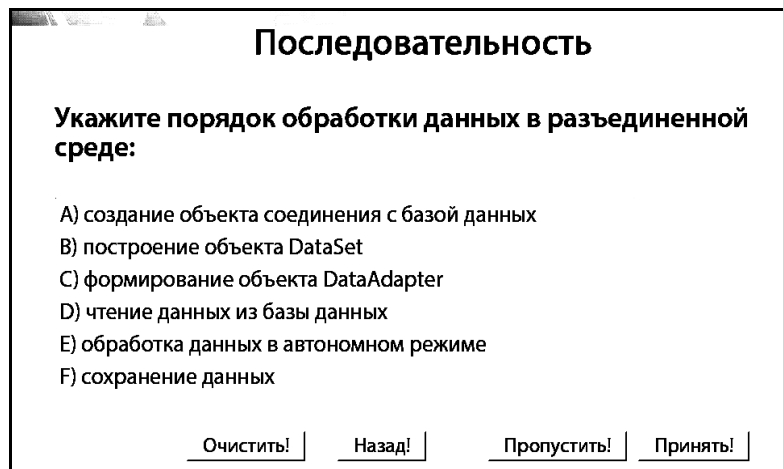 Последовательность
Укажите порядок обработки данных в разъединенной
среде:
A) создание объекта соединения с базой данных
B) построение объекта DataSet
C) формирование объекта DataAdapter
D) чтение данных из базы данных
E) обработка данных в автономном режиме
F) сохранение данных
Очистить! Назад! Пропустить! Принять!